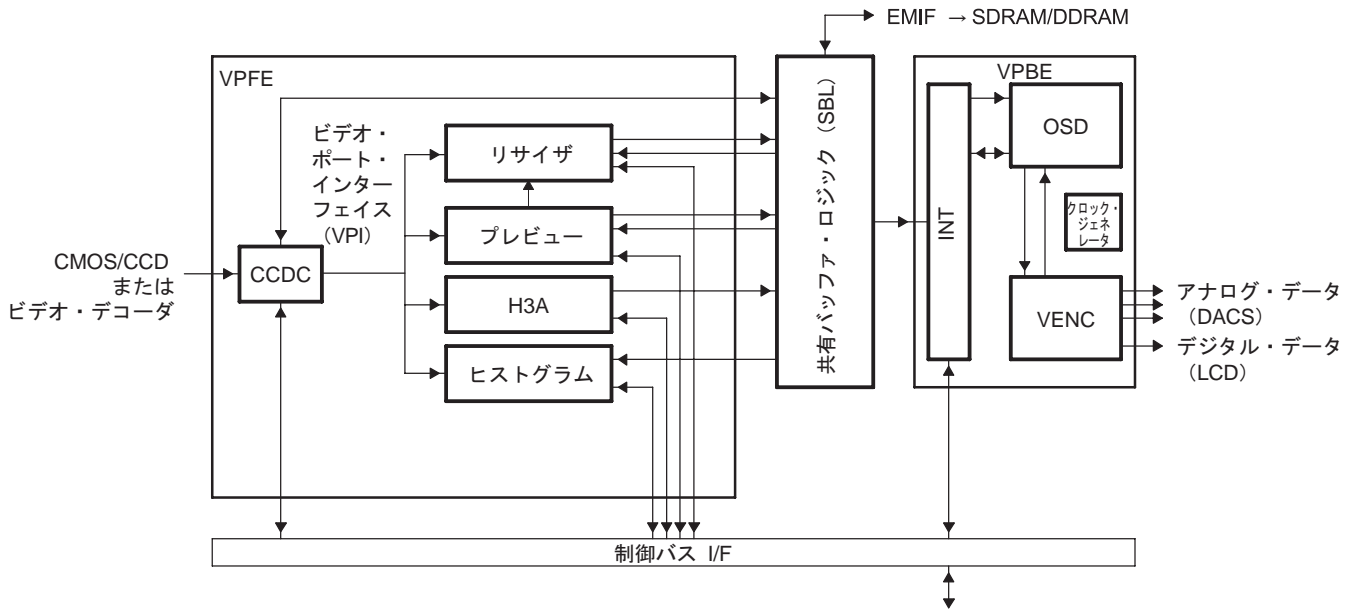 EMIF → SDRAM/DDRAM
VPFE
VPBE
ビデオ・
ポート・
インター
フェイス
（VPI）
リサイザ
プレビュー
H3A
ヒストグラム
CCDC
CMOS/CCD
または
ビデオ・デコーダ
共有バッファ・ロジック（SBL）
INT
OSD
クロック・
ジェネ
レータ
VENC
アナログ・データ
（DACS）
デジタル・データ
（LCD）
制御バス I/F